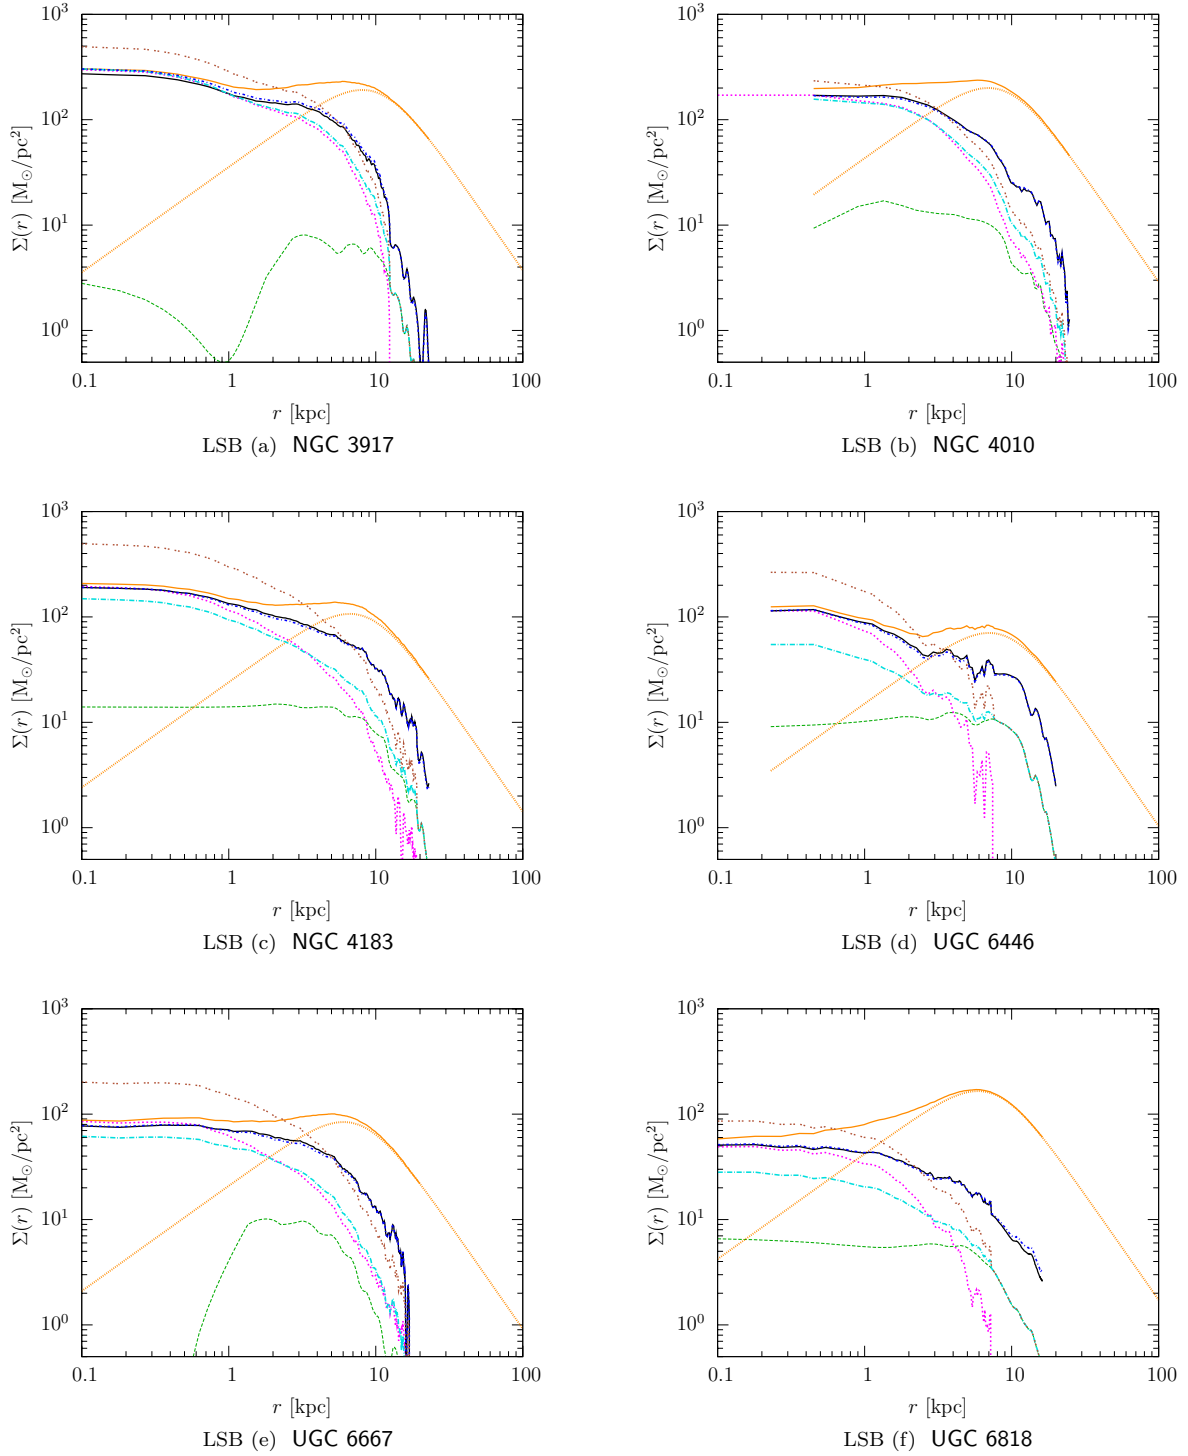 10³
10²
10¹
10⁰
Σ(r) [M⊙/pc²]
0.1 1 10 100
r [kpc]
LSB (a) NGC 3917
10³
10²
10¹
10⁰
Σ(r) [M⊙/pc²]
0.1 1 10 100
r [kpc]
LSB (b) NGC 4010
10³
10²
10¹
10⁰
Σ(r) [M⊙/pc²]
0.1 1 10 100
r [kpc]
LSB (c) NGC 4183
10³
10²
10¹
10⁰
Σ(r) [M⊙/pc²]
0.1 1 10 100
r [kpc]
LSB (d) UGC 6446
10³
10²
10¹
10⁰
Σ(r) [M⊙/pc²]
0.1 1 10 100
r [kpc]
LSB (e) UGC 6667
10³
10²
10¹
10⁰
Σ(r) [M⊙/pc²]
0.1 1 10 100
r [kpc]
LSB (f) UGC 6818